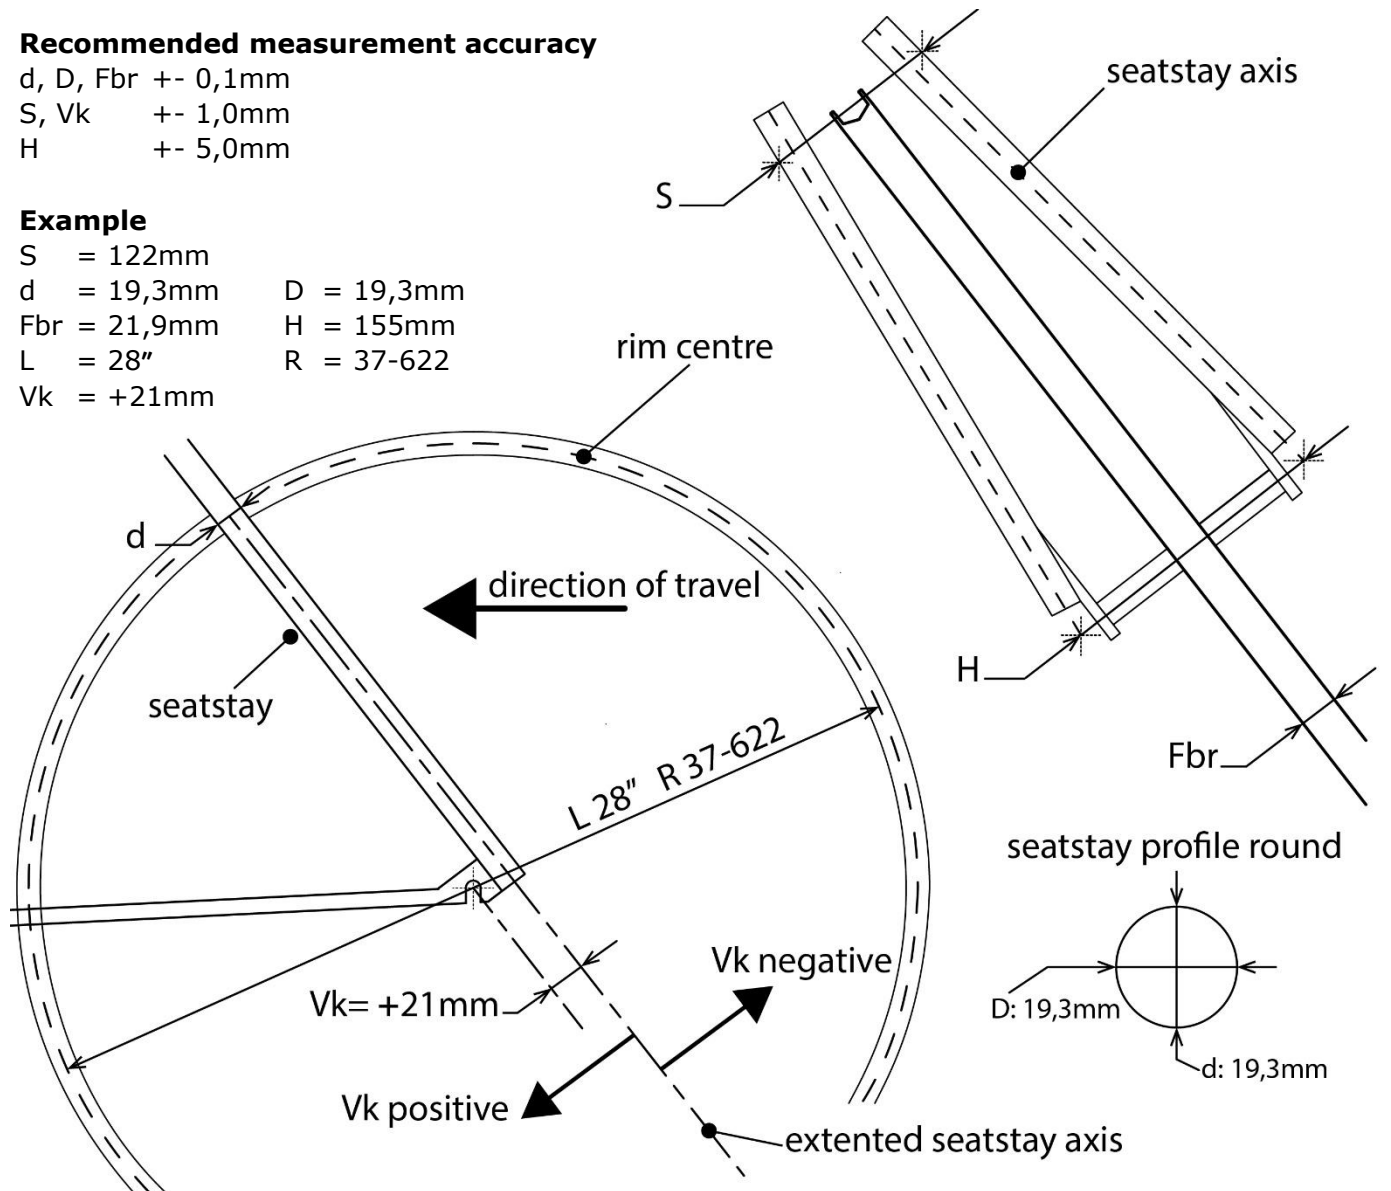 Recommended measurement accuracy
d, D, Fbr +- 0,1mm
S, Vk +- 1,0mm
H +- 5,0mm
Example
S = 122mm
d = 19,3mm D = 19,3mm
Fbr = 21,9mm H = 155mm
L = 28″ R = 37-622
Vk = +21mm
seatstay axis
S
rim centre
d
direction of travel
seatstay
H
L 28″ R 37-622
Fbr
seatstay profile round
Vk negative
Vk= +21mm
D: 19,3mm
d: 19,3mm
Vk positive
extented seatstay axis